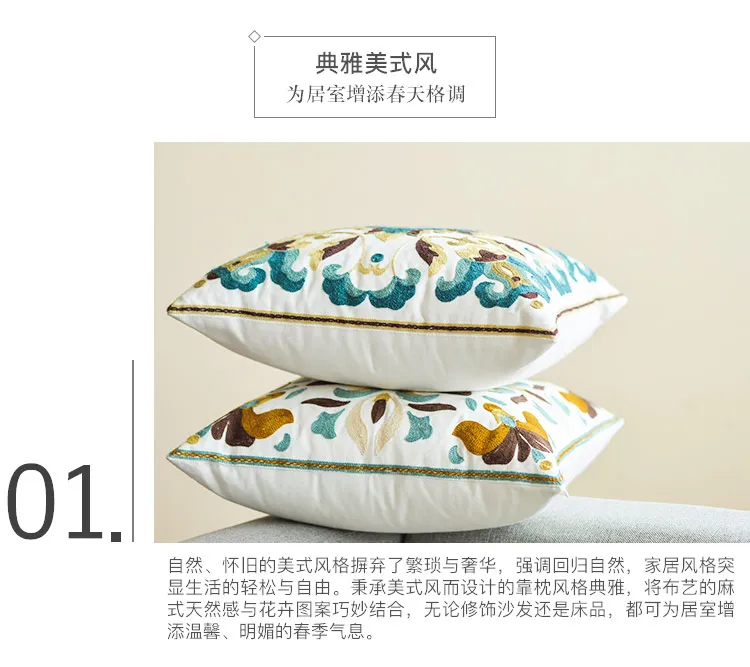 典雅美式风
为居室增添春天格调
01.
自然、怀旧的美式风格摒弃了繁琐与奢华，强调回归自然，家居风格突
显生活的轻松与自由。秉承美式风而设计的靠枕风格典雅，将布艺的麻
式天然感与花卉图案巧妙结合，无论修饰沙发还是床品，都可为居室增
添温馨、明媚的春季气息。